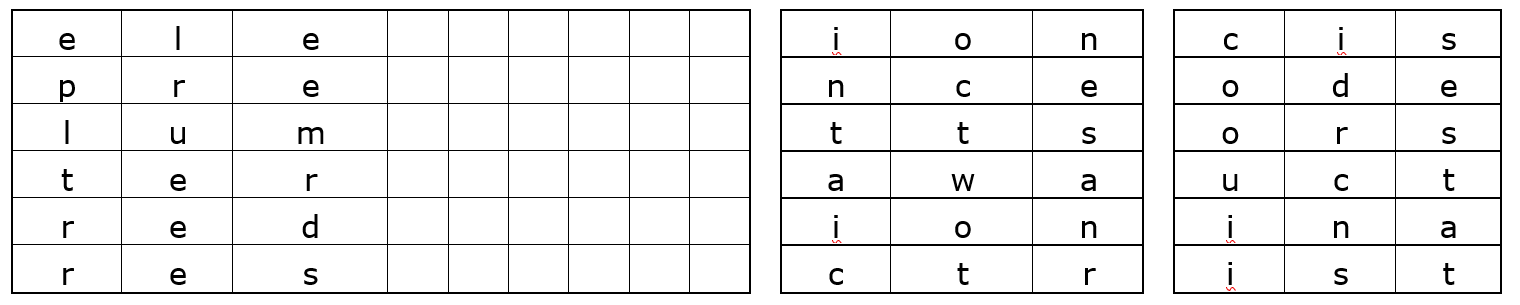 e l e i o n c i s
p r e n c e o d e
l u m t t s o r s
t e r a w a u c t
r e d i o n i n a
r e s c t r i s t